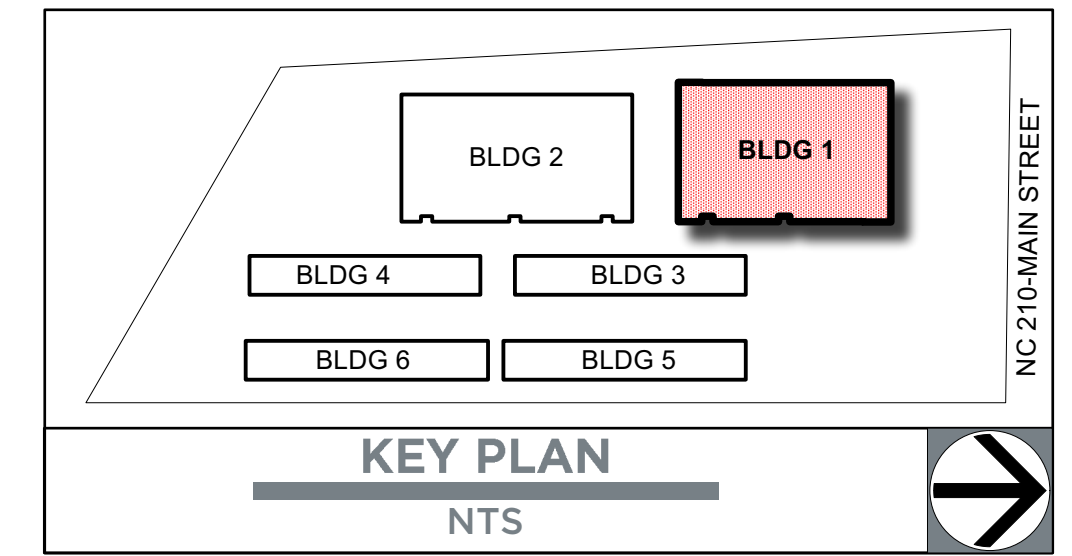 BLDG 2
BLDG 1
BLDG 4
BLDG 3
BLDG 6
BLDG 5
NC 210-MAIN STREET
KEY PLAN
NTS